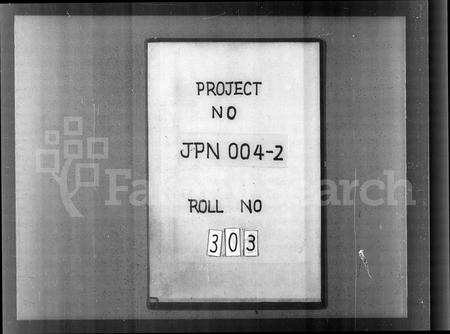 PROJECT
NO
JPN 004-2
ROLL NO
303
FamilySearch